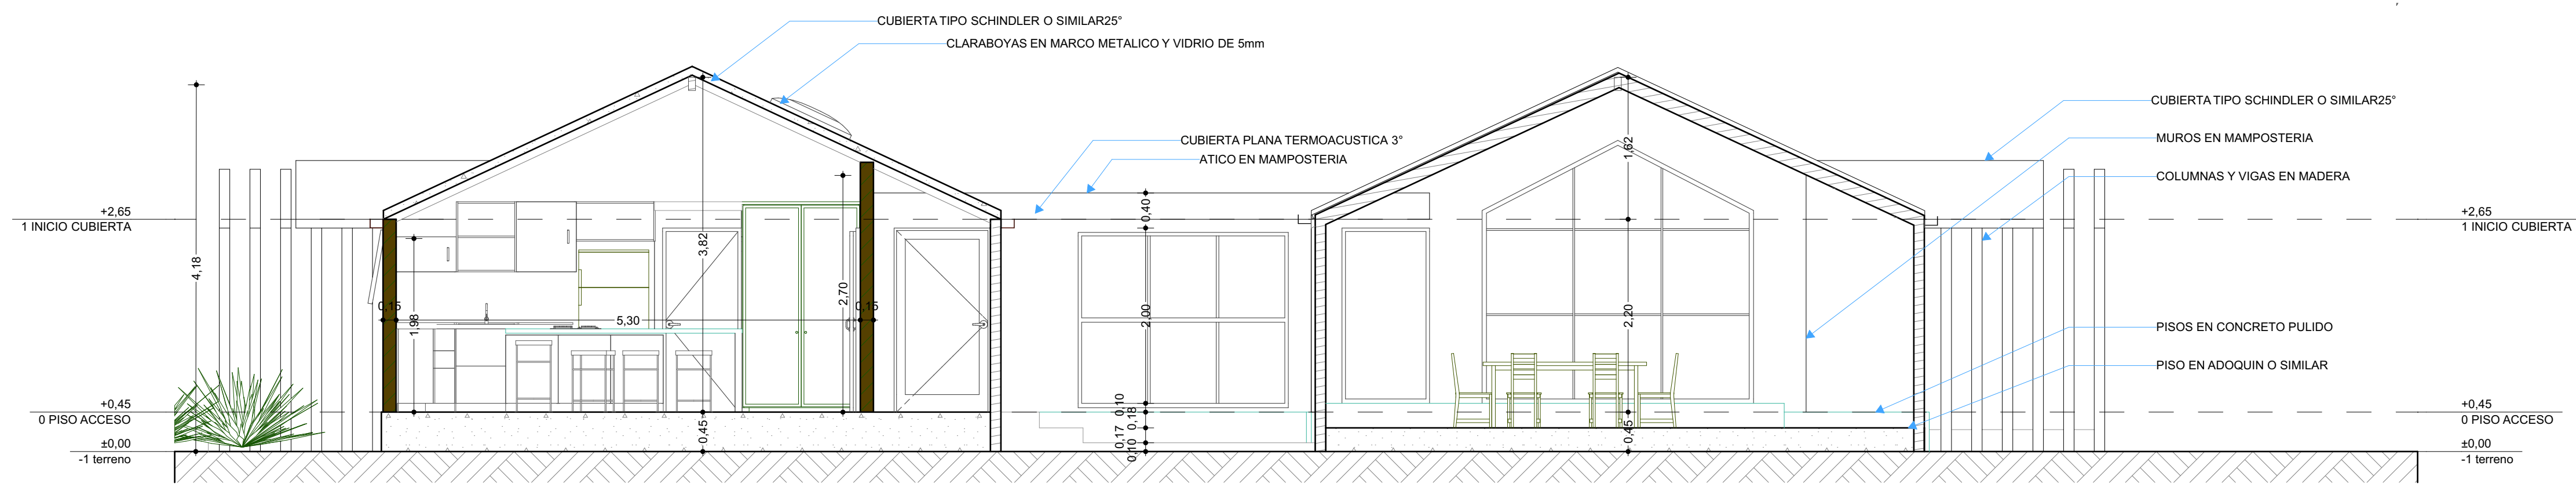 CUBIERTA TIPO SCHINDLER O SIMILAR25°
CLARABOYAS EN MARCO METALICO Y VIDRIO DE 5mm
CUBIERTA PLANA TERMOACUSTICA 3°
ATICO EN MAMPOSTERIA
CUBIERTA TIPO SCHINDLER O SIMILAR25°
MUROS EN MAMPOSTERIA
COLUMNAS Y VIGAS EN MADERA
PISOS EN CONCRETO PULIDO
PISO EN ADOQUIN O SIMILAR
+2,65
1 INICIO CUBIERTA
+0,45
0 PISO ACCESO
±0,00
-1 terreno
4,18
0,15
1,98
5,30
3,82
0,45
2,70
0,15
0,40
2,00
0,10
0,18
0,17
0,10
1,62
2,20
0,45
+2,65
1 INICIO CUBIERTA
+0,45
0 PISO ACCESO
±0,00
-1 terreno